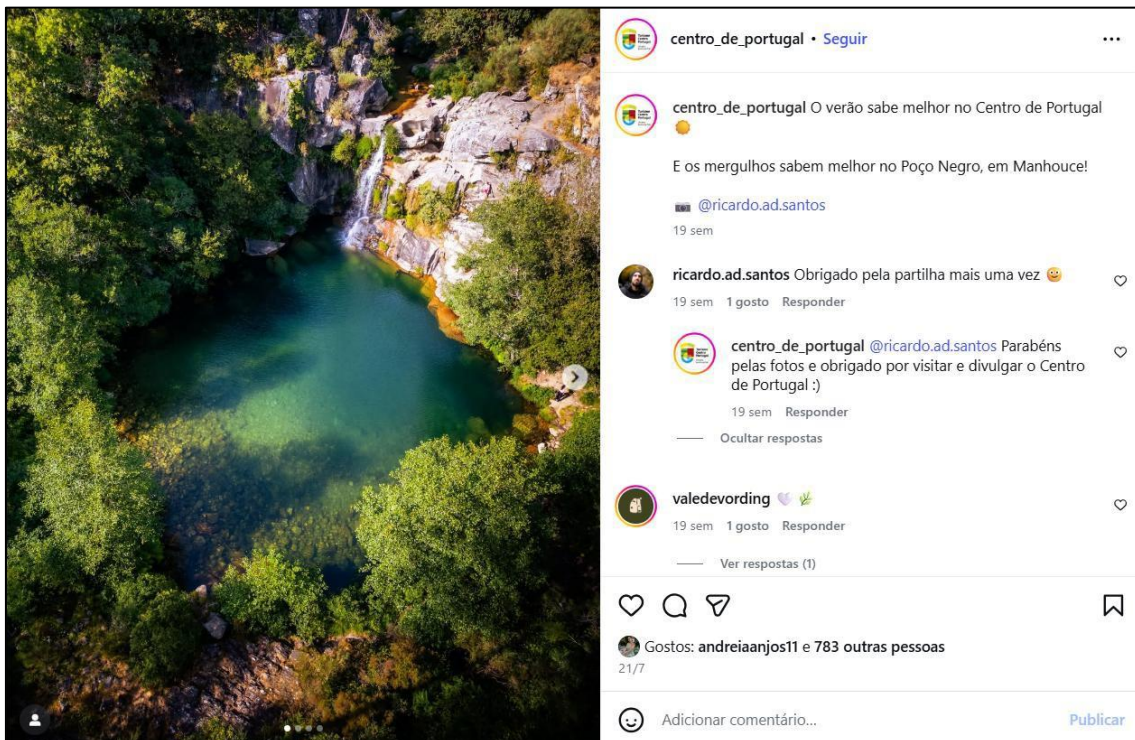 centro_de_portugal • Seguir
centro_de_portugal O verão sabe melhor no Centro de Portugal
E os mergulhos sabem melhor no Poço Negro, em Manhouce!
@ricardo.ad.santos
19 sem
ricardo.ad.santos Obrigado pela partilha mais uma vez
19 sem 1 gosto Responder
centro_de_portugal @ricardo.ad.santos Parabéns
pelas fotos e obrigado por visitar e divulgar o Centro
de Portugal :)
19 sem Responder
Ocultar respostas
valedevording
19 sem 1 gosto Responder
Ver respostas (1)
Gostos: andreiaanjos11 e 783 outras pessoas
21/7
Adicionar comentário...
Publicar